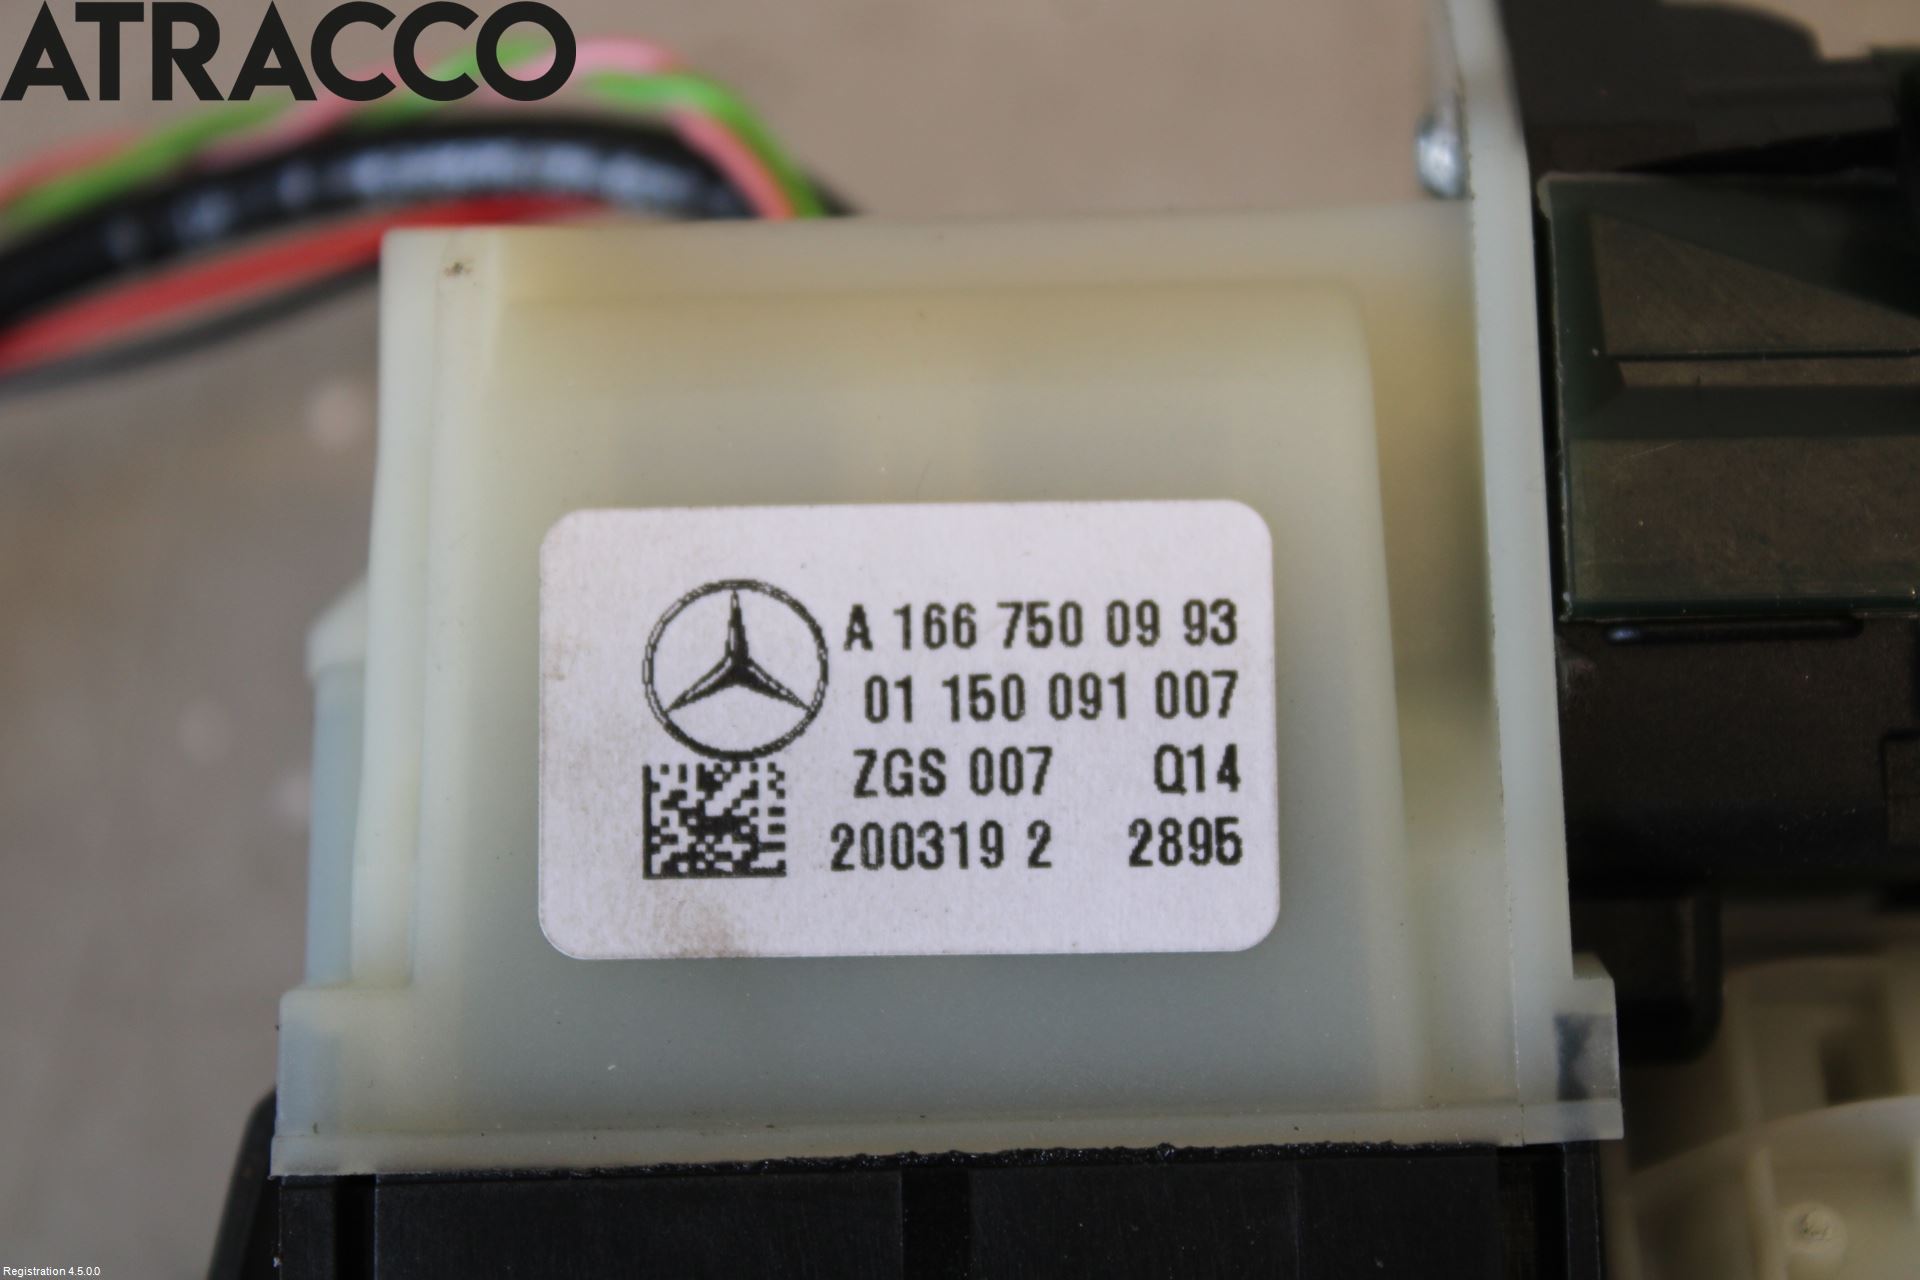 ATRACCO
A 166 750 09 93
01 150 091 007
ZGS 007 Q14
200319 2 2895
Registration 4.5.0.0